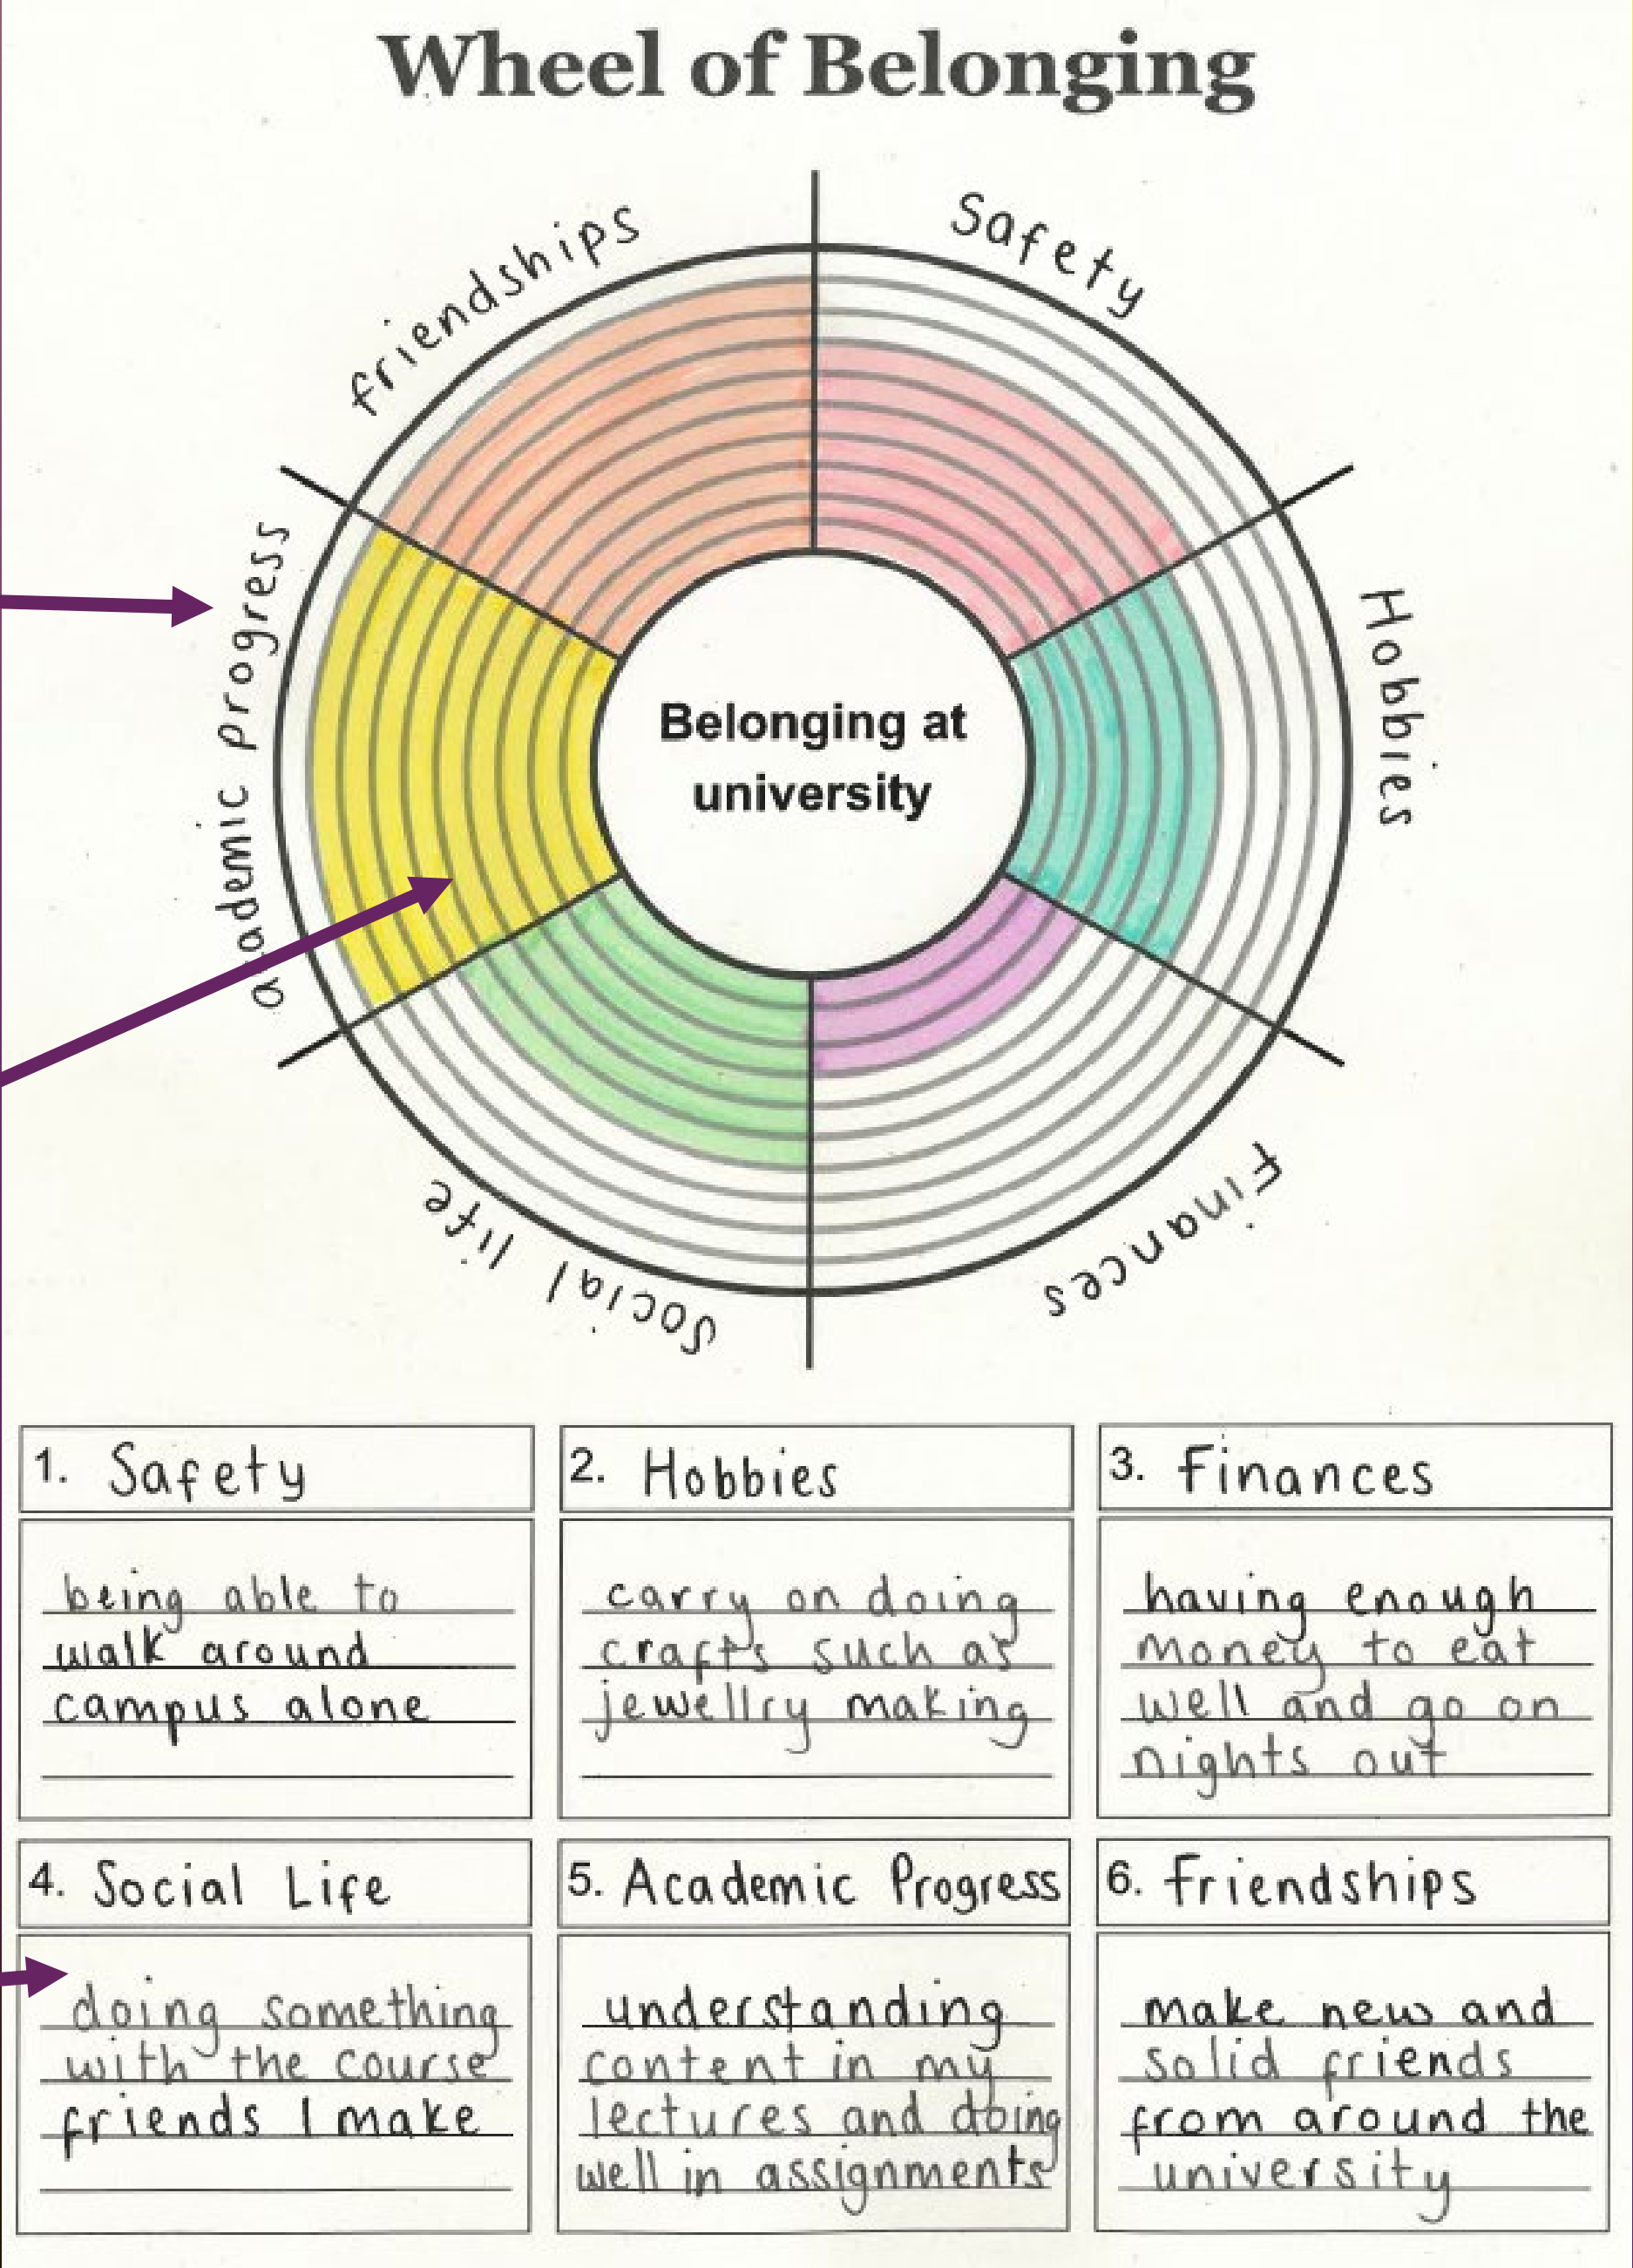 Wheel of Belonging
friendships
Safety
academic progress
Hobbies
Belonging at
university
Social life
Finances
1. Safety
being able to
walk around
campus alone
2. Hobbies
carry on doing
crafts such as
jewellry making
3. Finances
having enough
money to eat
well and go on
nights out
4. Social Life
doing something
with the course
friends I make
5. Academic Progress
understanding
content in my
lectures and doing
well in assignments
6. Friendships
make new and
solid friends
from around the
university